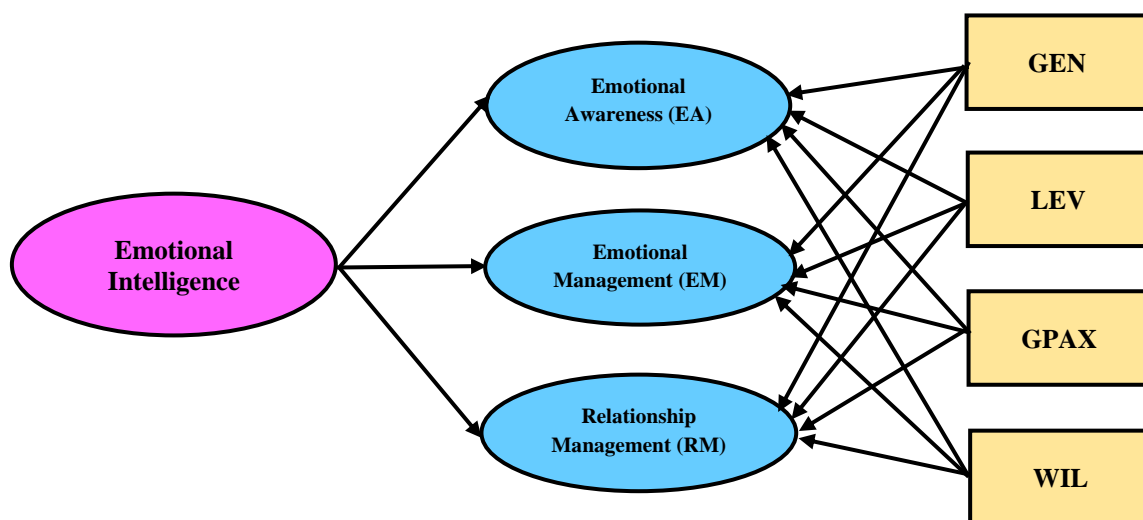 Emotional
Intelligence
Emotional
Awareness (EA)
Emotional
Management (EM)
Relationship
Management (RM)
GEN
LEV
GPAX
WIL